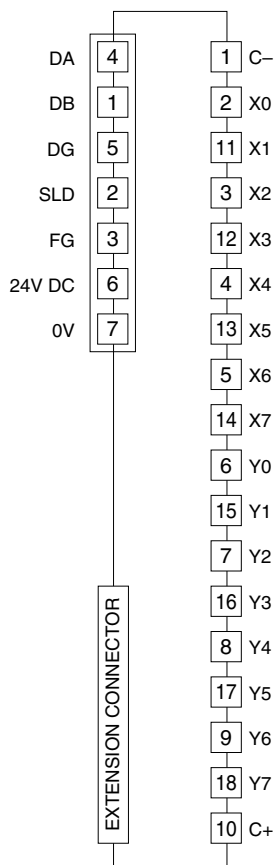 DA 4
DB 1
DG 5
SLD 2
FG 3
24V DC 6
0V 7
EXTENSION CONNECTOR
1 C–
2 X0
11 X1
3 X2
12 X3
4 X4
13 X5
5 X6
14 X7
6 Y0
15 Y1
7 Y2
16 Y3
8 Y4
17 Y5
9 Y6
18 Y7
10 C+